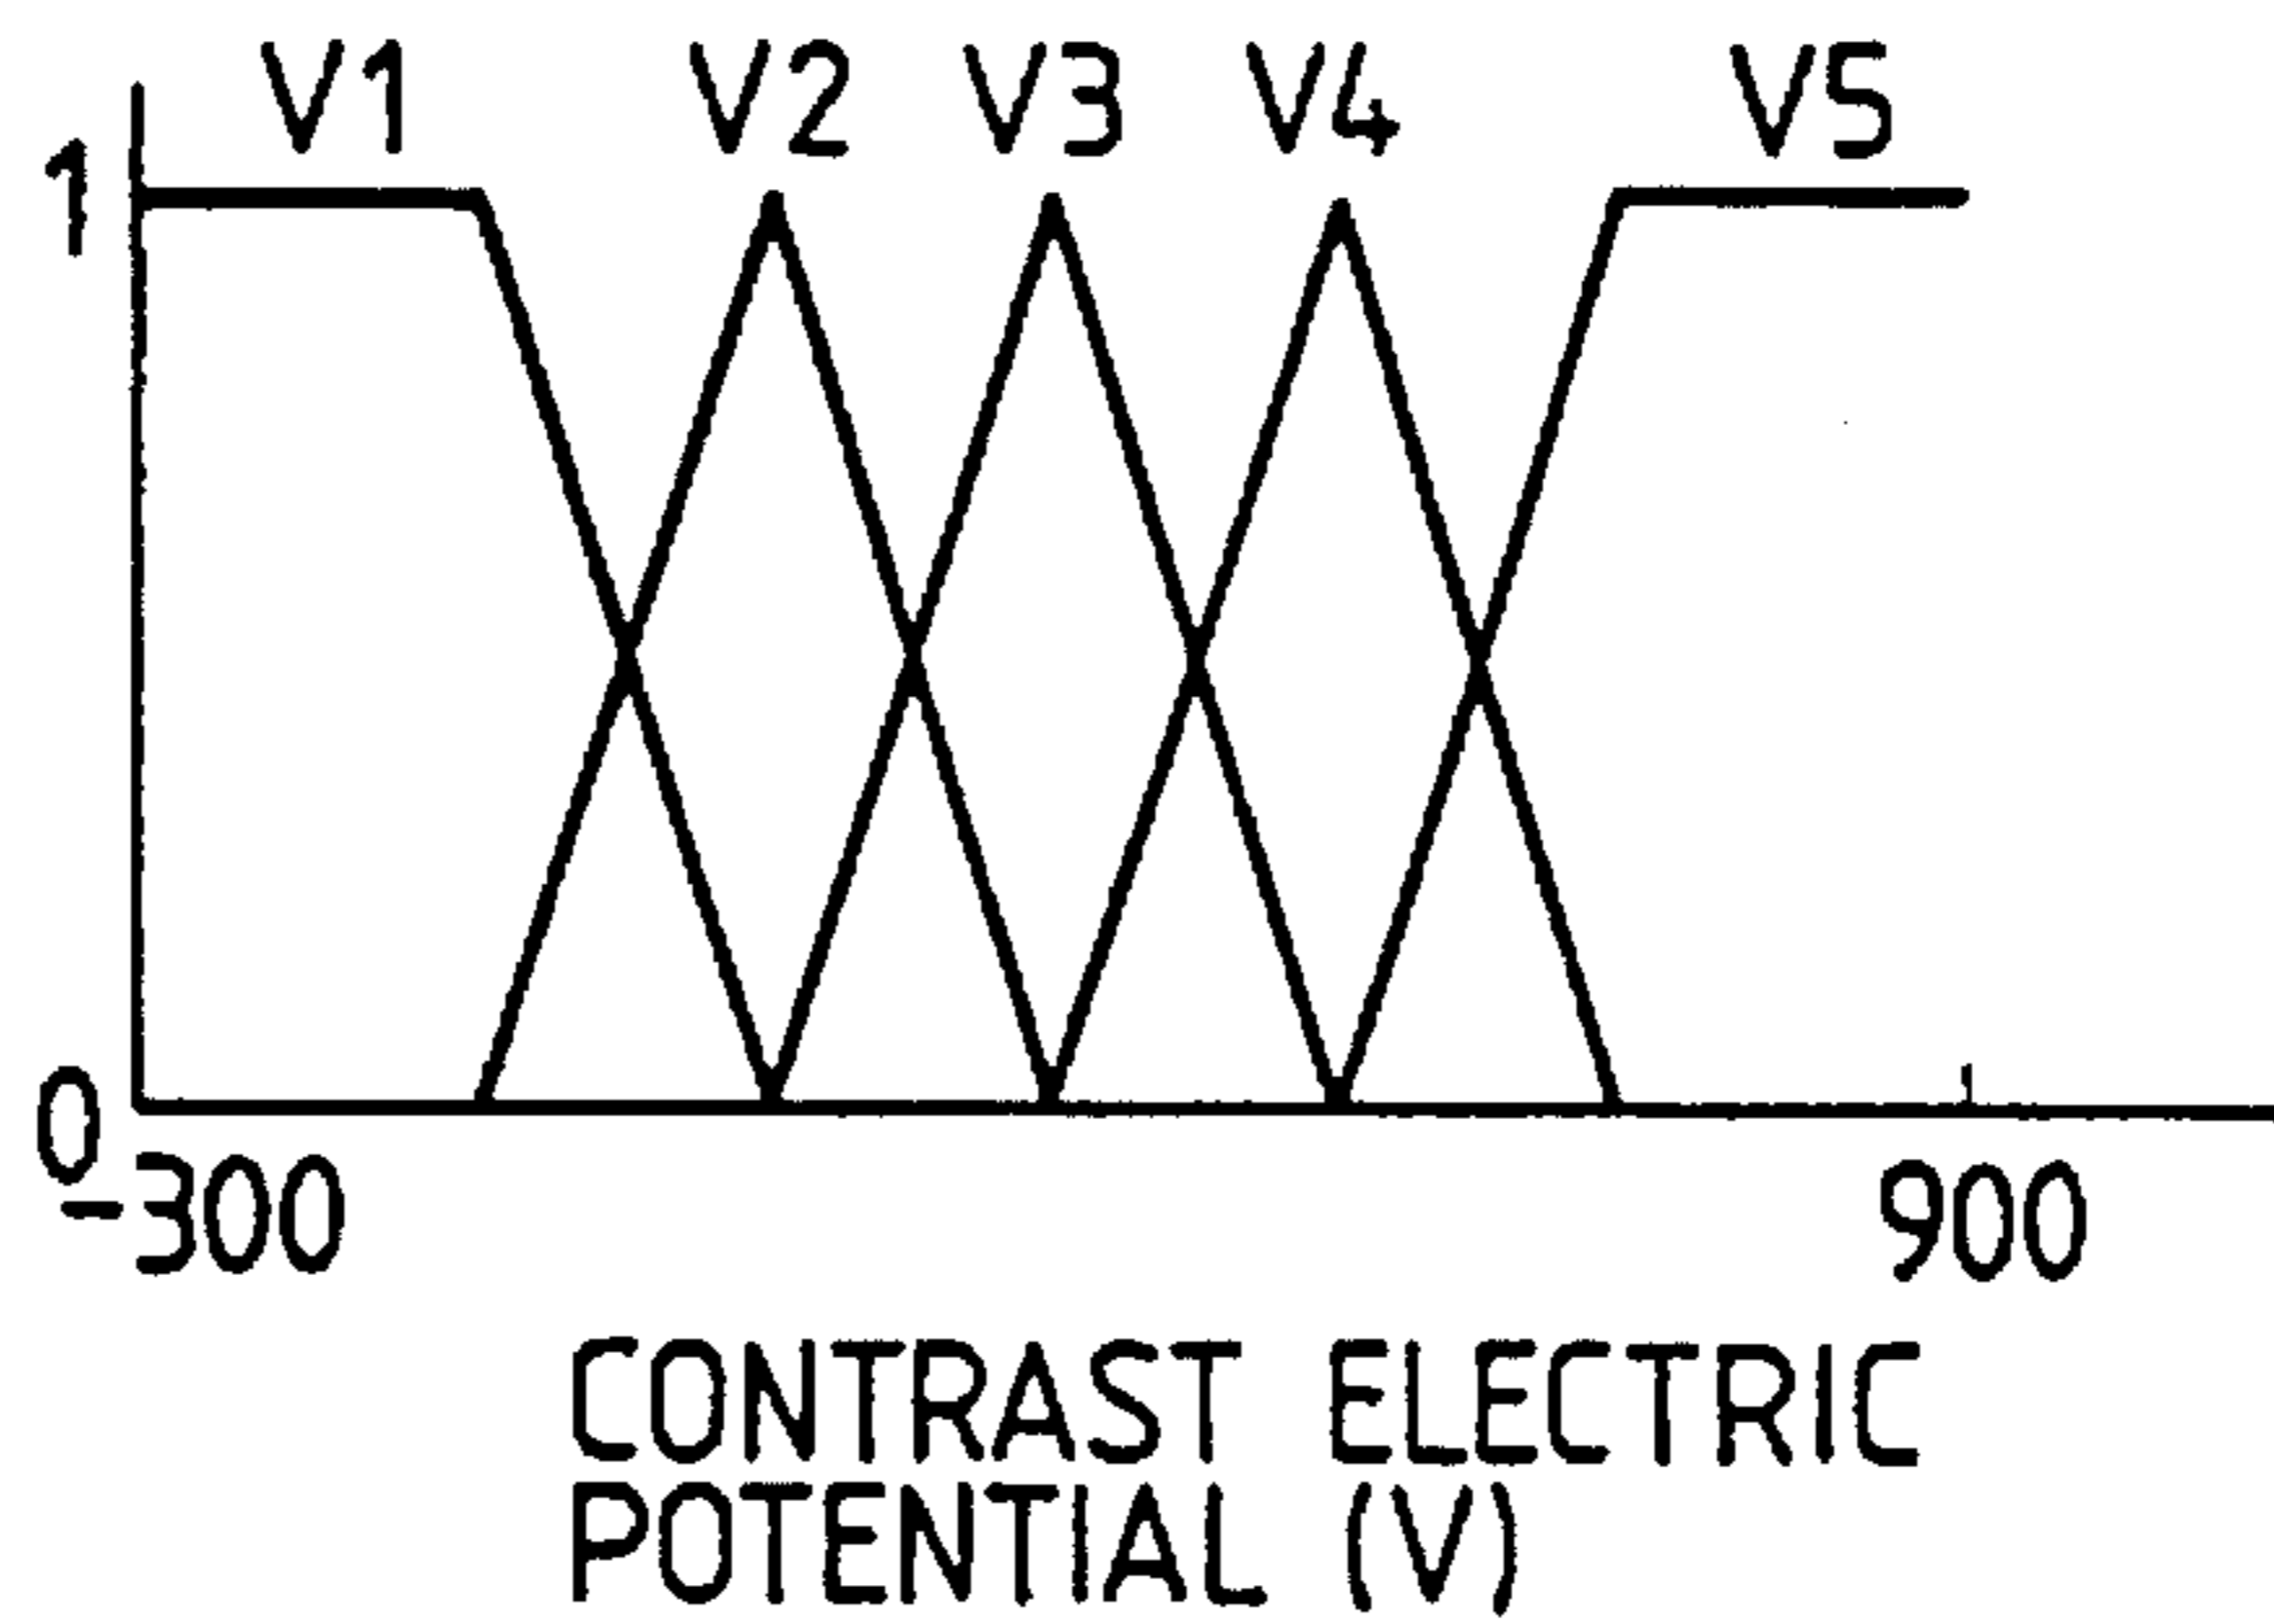 V1 V2 V3 V4 V5
1
0
-300 900
CONTRAST ELECTRIC
POTENTIAL (V)